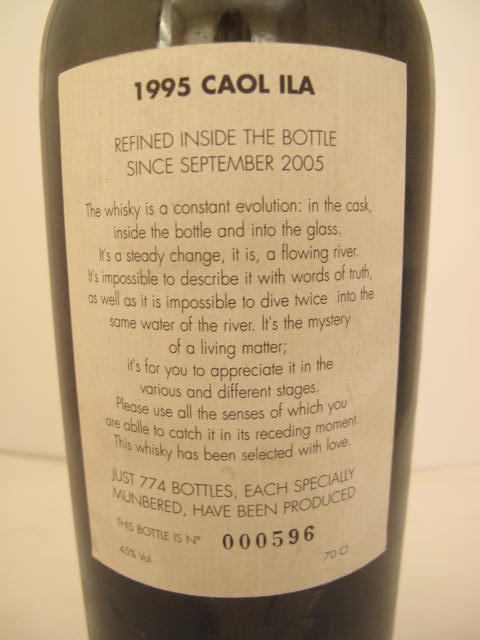 1995 CAOL ILA
REFINED INSIDE THE BOTTLE
SINCE SEPTEMBER 2005
The whisky is a constant evolution: in the cask,
inside the bottle and into the glass.
It's a steady change, it is, a flowing river.
It's impossible to describe it with words of truth,
as well as it is impossible to dive twice into the
same water of the river. It's the mystery
of a living matter;
it's for you to appreciate it in the
various and different stages.
Please use all the senses of which you
are ablle to catch it in its receding moment.
This whisky has been selected with love.
JUST 774 BOTTLES, EACH SPECIALLY
MUNBERED, HAVE BEEN PRODUCED
THIS BOTTLE IS N° 000596
45% Vol. 70 Cl